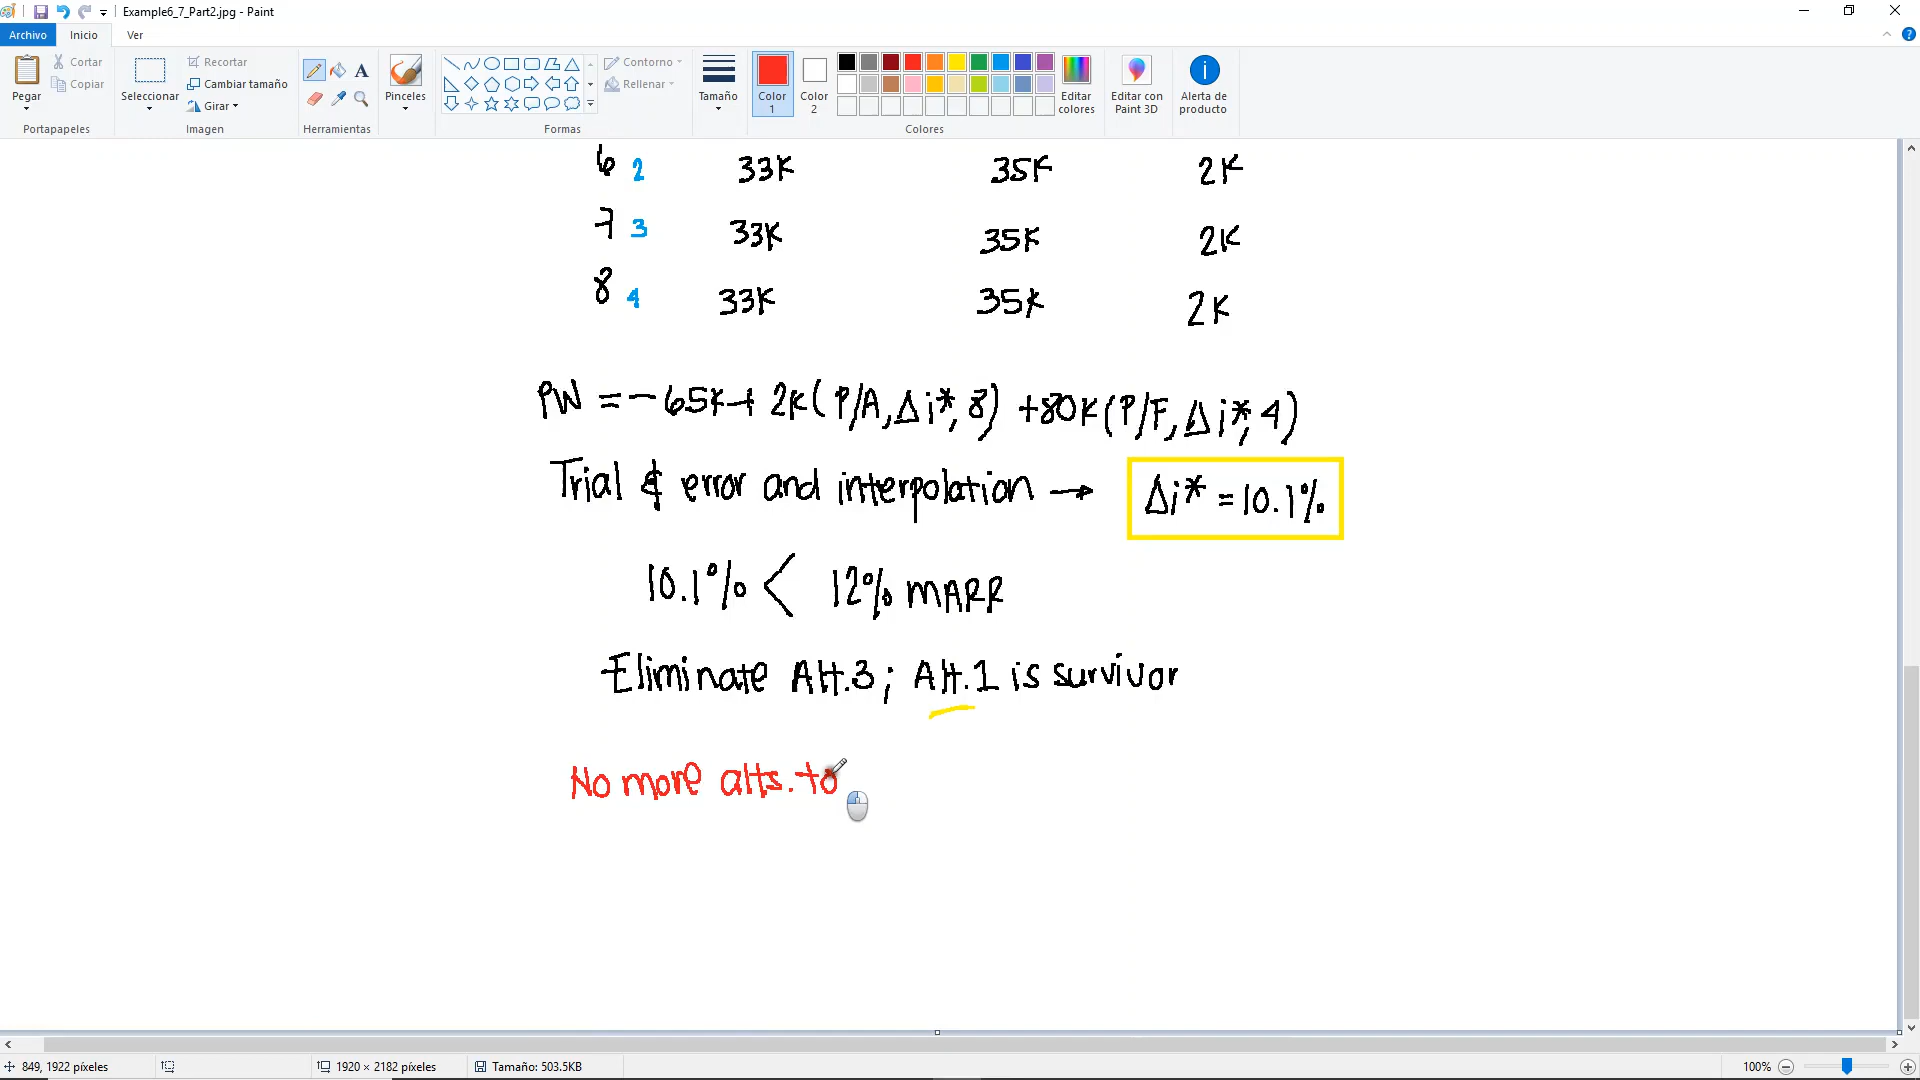 Example6_7_Part2.jpg - Paint
Archivo Inicio Ver
Pegar
Cortar
Copiar
Portapapeles
Seleccionar
Recortar
Cambiar tamaño
Girar
Imagen
A
Herramientas
Pinceles
Contorno
Rellenar
Formas
Tamaño
Color 1
Color 2
Editar colores
Colores
Editar con Paint 3D
Alerta de producto
6 2 33K 35K 2K
7 3 33K 35K 2K
8 4 33K 35K 2K
PW = -65K + 2K(P/A, Δi*, 8) +80K(P/F, Δi*, 4)
Trial & error and interpolation → Δi* = 10.1%
10.1% < 12% MARR
Eliminate Alt.3; Alt.1 is survivor
No more alts. to
849, 1922 píxeles
1920 × 2182 píxeles
Tamaño: 503.5KB
100%